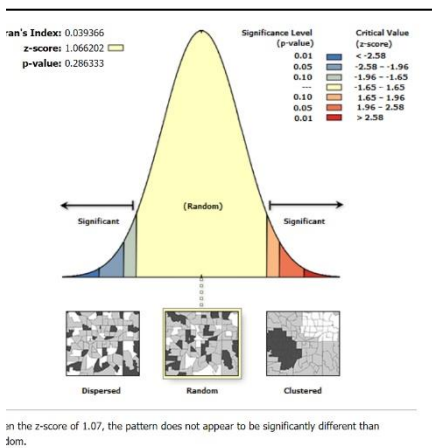 ran's Index: 0.039366
z-score: 1.066202
p-value: 0.286333
Significance Level
(p-value)
Critical Value
(z-score)
0.01 < -2.58
0.05 -2.58 - -1.96
0.10 -1.96 - -1.65
--- -1.65 - 1.65
0.10 1.65 - 1.96
0.05 1.96 - 2.58
0.01 > 2.58
(Random)
Significant Significant
Dispersed Random Clustered
en the z-score of 1.07, the pattern does not appear to be significantly different than
dom.